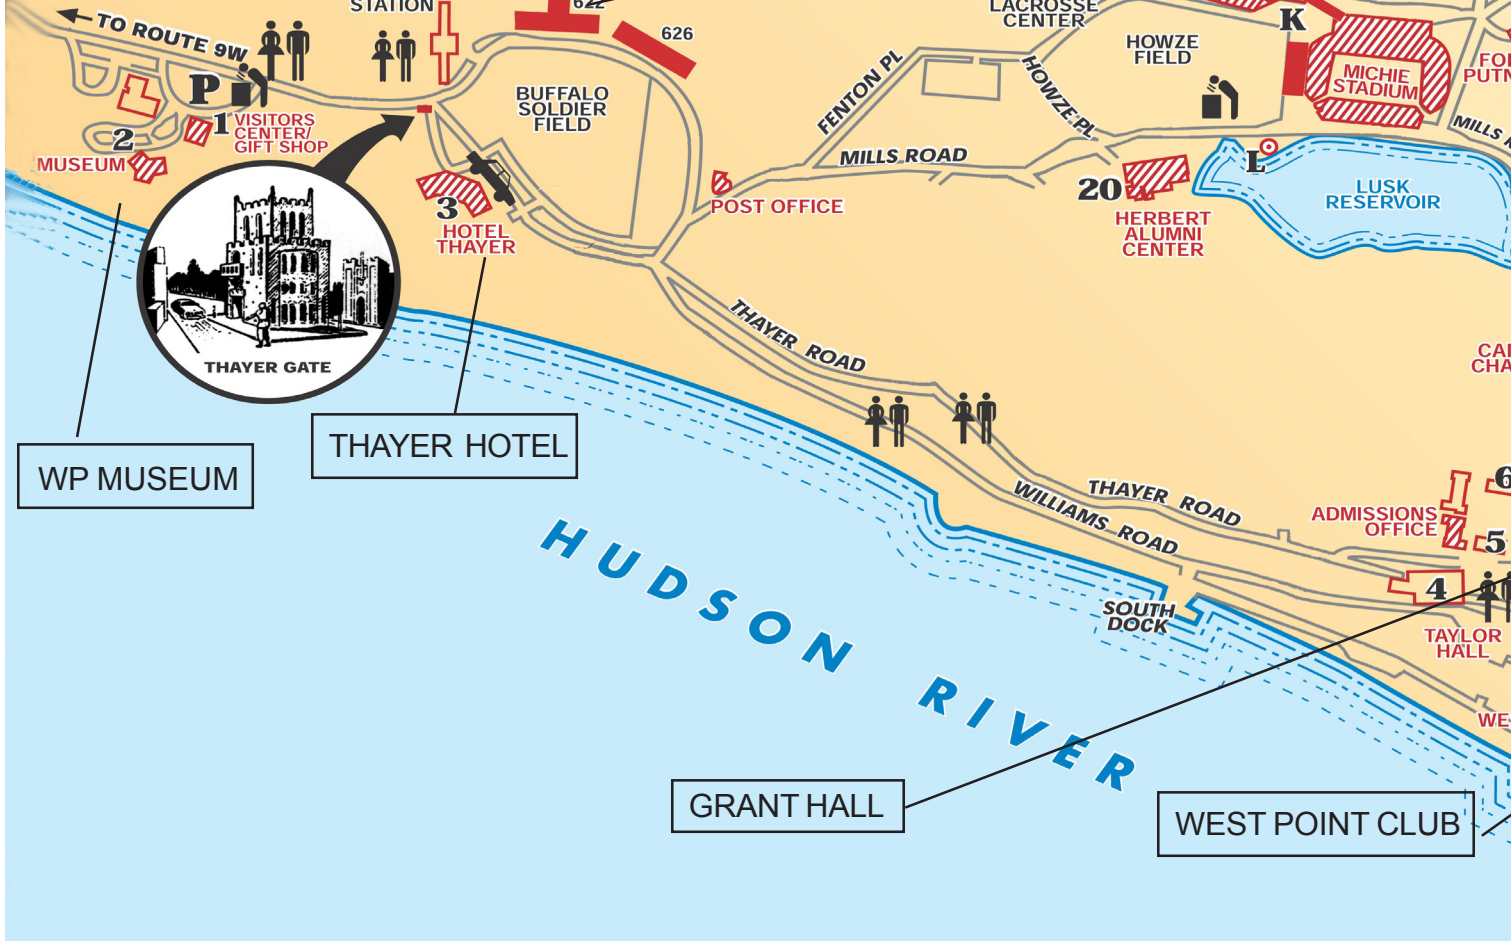 STATION
622
626
LACROSSE
CENTER
K
TO ROUTE 9W
HOWZE
FIELD
MICHIE
STADIUM
P
BUFFALO
SOLDIER
FIELD
FENTON PL
HOWZE PL
MILLS
1
VISITORS
CENTER/
GIFT SHOP
2
MUSEUM
MILLS ROAD
L
20
LUSK
RESERVOIR
3
HOTEL
THAYER
POST OFFICE
HERBERT
ALUMNI
CENTER
THAYER GATE
THAYER ROAD
WP MUSEUM
THAYER HOTEL
THAYER ROAD
WILLIAMS ROAD
ADMISSIONS
OFFICE
6
5
4
SOUTH
DOCK
TAYLOR
HALL
HUDSON RIVER
WE
GRANT HALL
WEST POINT CLUB